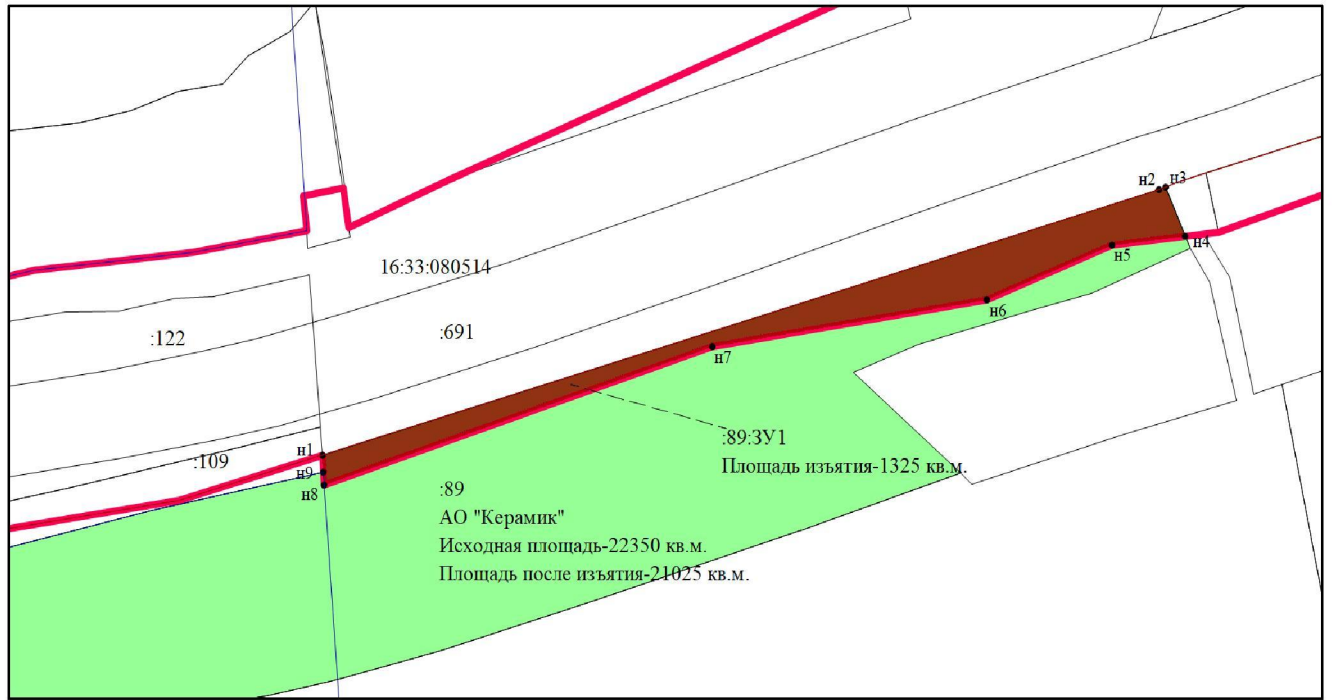 н2
н3
н4
н5
16:33:080514
н6
:122
:691
н7
:89:ЗУ1
н1
:109
Площадь изъятия-1325 кв.м.
н9
н8
:89
АО "Керамик"
Исходная площадь-22350 кв.м.
Площадь после изъятия-21025 кв.м.